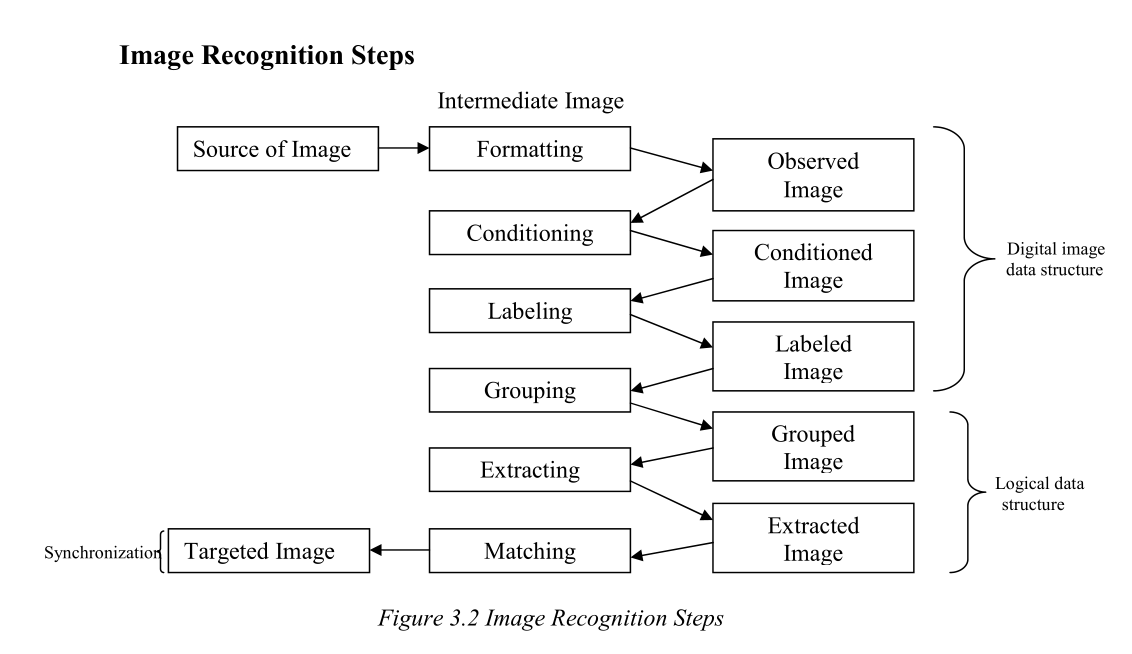 Image Recognition Steps
Intermediate Image
Source of Image
Formatting
Observed
Image
Conditioning
Conditioned
Image
Digital image
data structure
Labeling
Labeled
Image
Grouping
Grouped
Image
Extracting
Logical data
structure
Extracted
Image
Synchronization
Targeted Image
Matching
Figure 3.2 Image Recognition Steps